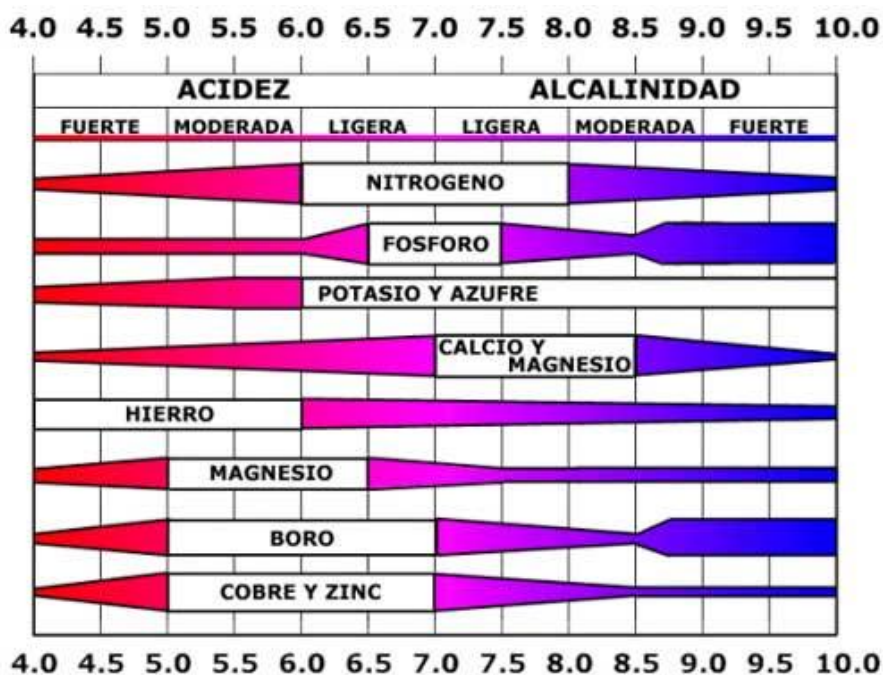 4.0 4.5 5.0 5.5 6.0 6.5 7.0 7.5 8.0 8.5 9.0 9.5 10.0
ACIDEZ ALCALINIDAD
FUERTE MODERADA LIGERA LIGERA MODERADA FUERTE
NITROGENO
FOSFORO
POTASIO Y AZUFRE
CALCIO Y
MAGNESIO
HIERRO
MAGNESIO
BORO
COBRE Y ZINC
4.0 4.5 5.0 5.5 6.0 6.5 7.0 7.5 8.0 8.5 9.0 9.5 10.0